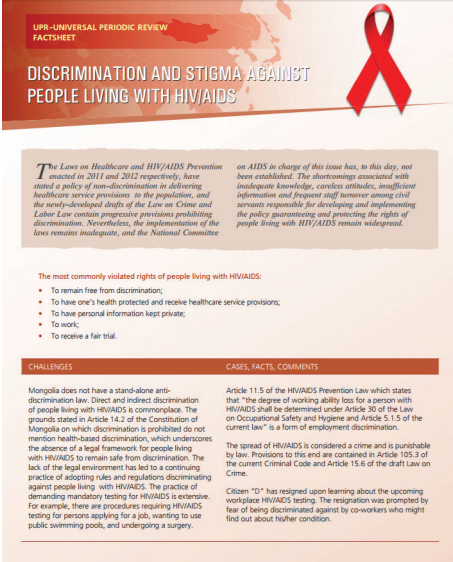 UPR-UNIVERSAL PERIODIC REVIEW
FACTSHEET
DISCRIMINATION AND STIGMA AGAINST
PEOPLE LIVING WITH HIV/AIDS
The Laws on Healthcare and HIV/AIDS Prevention
enacted in 2011 and 2012 respectively, have
stated a policy of non-discrimination in delivering
healthcare service provisions to the population, and
the newly-developed drafts of the Law on Crime and
Labor Law contain progressive provisions prohibiting
discrimination. Nevertheless, the implementation of the
laws remains inadequate, and the National Committee
on AIDS in charge of this issue has, to this day, not
been established. The shortcomings associated with
inadequate knowledge, careless attitudes, insufficient
information and frequent staff turnover among civil
servants responsible for developing and implementing
the policy guaranteeing and protecting the rights of
people living with HIV/AIDS remain widespread.
The most commonly violated rights of people living with HIV/AIDS:
• To remain free from discrimination;
• To have one's health protected and receive healthcare service provisions;
• To have personal information kept private;
• To work;
• To receive a fair trial.
CHALLENGES
Mongolia does not have a stand-alone anti-
discrimination law. Direct and indirect discrimination
of people living with HIV/AIDS is commonplace. The
grounds stated in Article 14.2 of the Constitution of
Mongolia on which discrimination is prohibited do not
mention health-based discrimination, which underscores
the absence of a legal framework for people living
with HIV/AIDS to remain safe from discrimination. The
lack of the legal environment has led to a continuing
practice of adopting rules and regulations discriminating
against people living with HIV/AIDS. The practice of
demanding mandatory testing for HIV/AIDS is extensive.
For example, there are procedures requiring HIV/AIDS
testing for persons applying for a job, wanting to use
public swimming pools, and undergoing a surgery.
CASES, FACTS, COMMENTS
Article 11.5 of the HIV/AIDS Prevention Law which states
that "the degree of working ability loss for a person with
HIV/AIDS shall be determined under Article 30 of the Law
on Occupational Safety and Hygiene and Article 5.1.5 of the
current law" is a form of employment discrimination.
The spread of HIV/AIDS is considered a crime and is punishable
by law. Provisions to this end are contained in Article 105.3 of
the current Criminal Code and Article 15.6 of the draft Law on
Crime.
Citizen "D" has resigned upon learning about the upcoming
workplace HIV/AIDS testing. The resignation was prompted by
fear of being discriminated against by co-workers who might
find out about his/her condition.